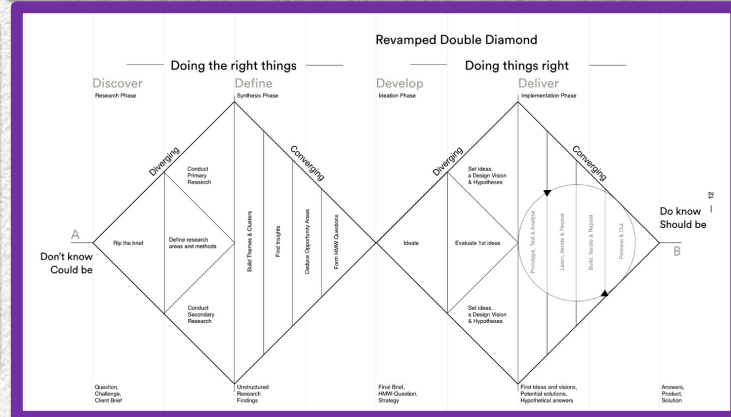 Revamped Double Diamond
Doing the right things
Doing things right
Discover
Research Phase
Define
Synthesis Phase
Develop
Ideation Phase
Deliver
Implementation Phase
Diverging
Converging
Diverging
Converging
A
Don't know
Could be
Rip the brief
Conduct
Primary
Research
Define research
areas and methods
Conduct
Secondary
Research
Build Themes & Clusters
Find Insights
Deduce Opportunity Areas
Form HMW Questions
Ideate
Set ideas,
a Design Vision
& Hypotheses
Evaluate 1st ideas
Set ideas,
a Design Vision
& Hypotheses
Prototype, Test & Analyse
Learn, Iterate & Repeat
Build, Iterate & Repeat
Release & Out
Do know
Should be
B
12
Question,
Challenge,
Client Brief
Unstructured
Research
Findings
Final Brief,
HMW-Question,
Strategy
First Ideas and visions,
Potential solutions,
Hypothetical answers
Answers,
Product,
Solution